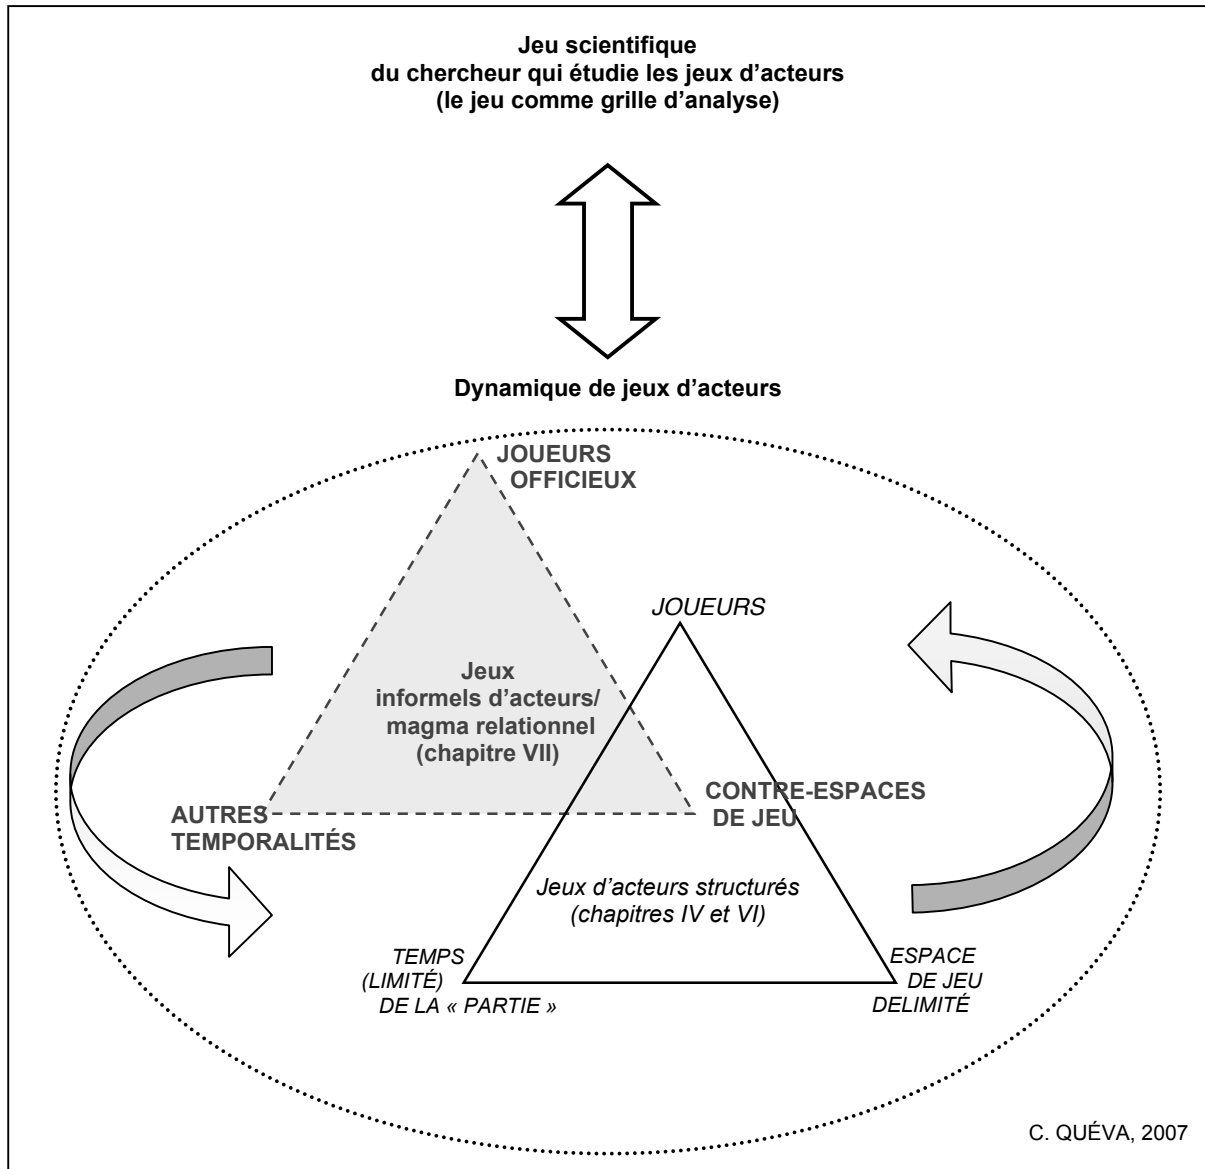 Jeu scientifique
du chercheur qui étudie les jeux d’acteurs
(le jeu comme grille d’analyse)
Dynamique de jeux d’acteurs
JOUEURS
OFFICIEUX
JOUEURS
Jeux
informels d’acteurs/
magma relationnel
(chapitre VII)
AUTRES
TEMPORALITÉS
CONTRE-ESPACES
DE JEU
Jeux d’acteurs structurés
(chapitres IV et VI)
TEMPS
(LIMITÉ)
DE LA « PARTIE »
ESPACE
DE JEU
DELIMITÉ
C. QUÉVA, 2007